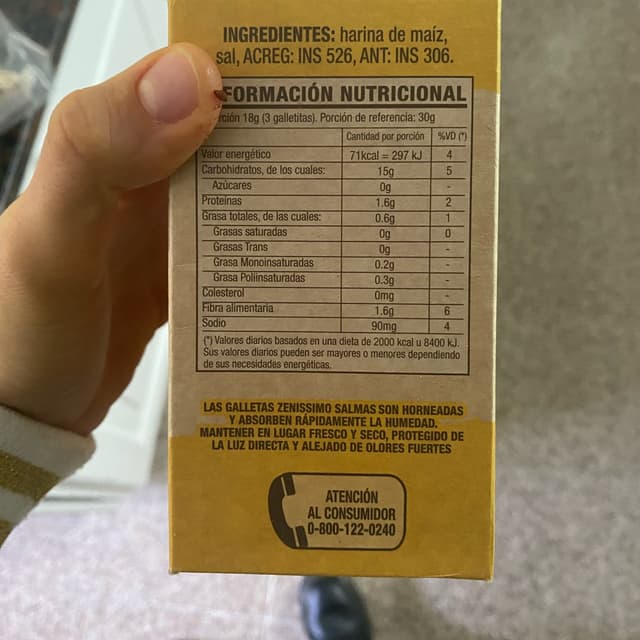 INGREDIENTES: harina de maíz,
sal, ACREG: INS 526, ANT: INS 306.
FORMACIÓN NUTRICIONAL
ción 18g (3 galletitas). Porción de referencia: 30g
Cantidad por porción %VD (*)
Valor energético 71kcal = 297 kJ 4
Carbohidratos, de los cuales: 15g 5
Azúcares 0g -
Proteínas 1.6g 2
Grasa totales, de las cuales: 0.6g 1
Grasas saturadas 0g 0
Grasas Trans 0g -
Grasa Monoinsaturadas 0.2g -
Grasa Poliinsaturadas 0.3g -
Colesterol 0mg -
Fibra alimentaria 1.6g 6
Sodio 90mg 4
(*) Valores diarios basados en una dieta de 2000 kcal u 8400 kJ.
Sus valores diarios pueden ser mayores o menores dependiendo
de sus necesidades energéticas.
LAS GALLETAS ZENISSIMO SALMAS SON HORNEADAS
Y ABSORBEN RÁPIDAMENTE LA HUMEDAD.
MANTENER EN LUGAR FRESCO Y SECO, PROTEGIDO DE
LA LUZ DIRECTA Y ALEJADO DE OLORES FUERTES
ATENCIÓN
AL CONSUMIDOR
0-800-122-0240